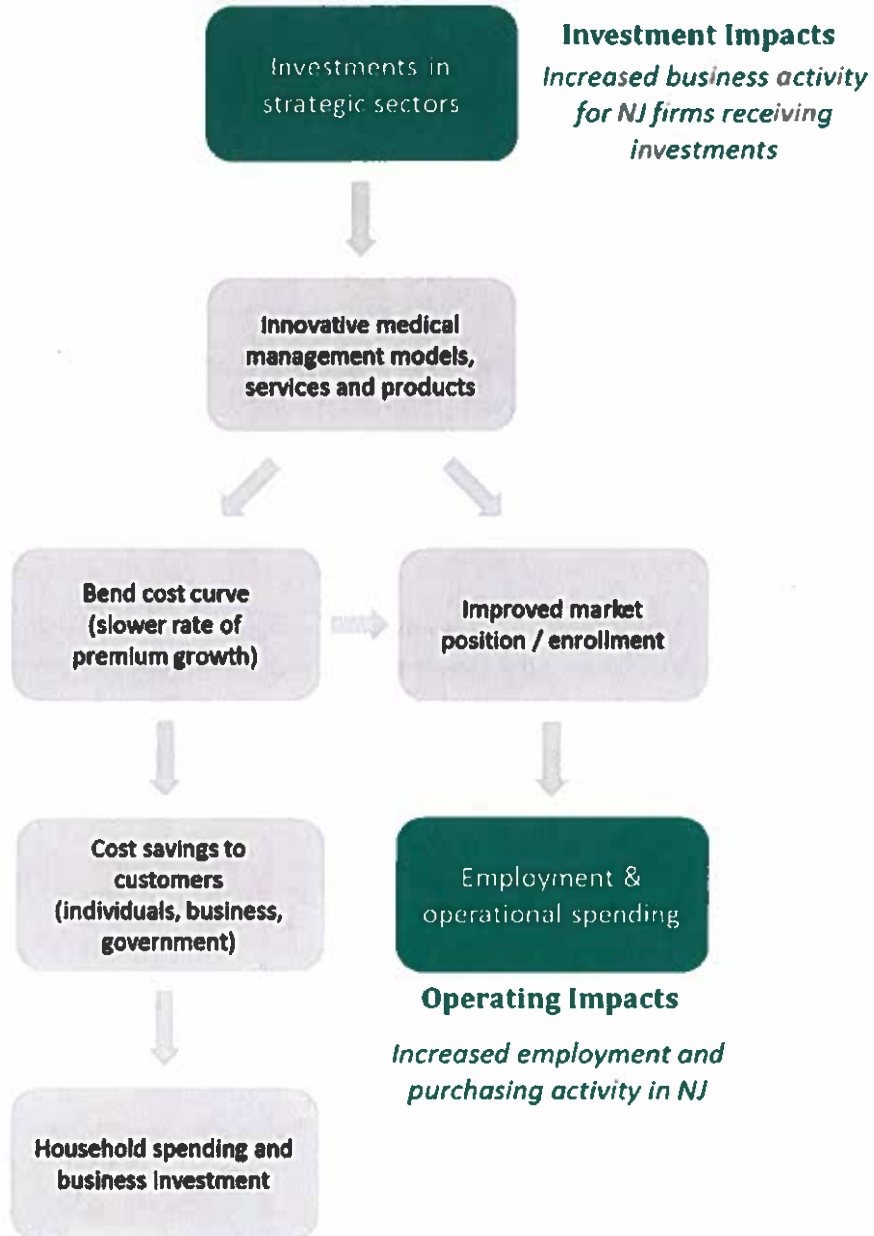 Investments in
strategic sectors
Investment Impacts
Increased business activity
for NJ firms receiving
investments
Innovative medical
management models,
services and products
Bend cost curve
(slower rate of
premium growth)
Improved market
position / enrollment
Cost savings to
customers
(individuals, business,
government)
Employment &
operational spending
Operating Impacts
Increased employment and
purchasing activity in NJ
Household spending and
business investment